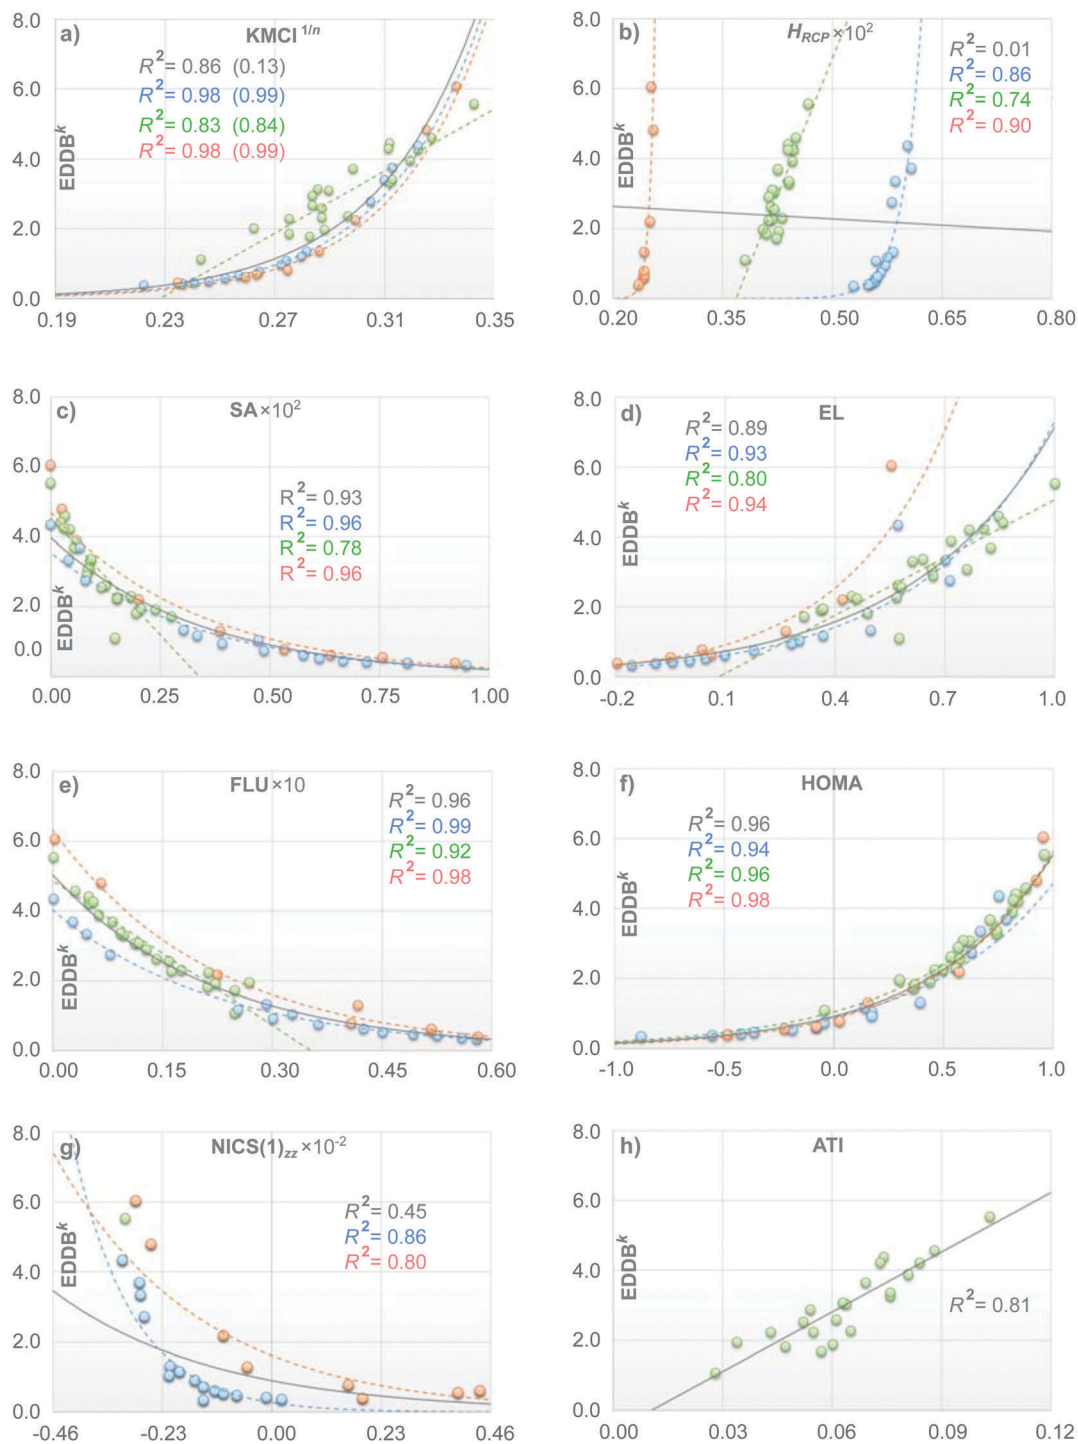 a) KMCI 1/n
R2 = 0.86 (0.13)
R2 = 0.98 (0.99)
R2 = 0.83 (0.84)
R2 = 0.98 (0.99)
EDDBk
8.0
6.0
4.0
2.0
0.0
0.19 0.23 0.27 0.31 0.35
b) HRCP ×102
R2 = 0.01
R2 = 0.86
R2 = 0.74
R2 = 0.90
EDDBk
8.0
6.0
4.0
2.0
0.0
0.20 0.35 0.50 0.65 0.80
c) SA×102
R2 = 0.93
R2 = 0.96
R2 = 0.78
R2 = 0.96
EDDBk
8.0
6.0
4.0
2.0
0.0
0.00 0.25 0.50 0.75 1.00
d) EL
R2 = 0.89
R2 = 0.93
R2 = 0.80
R2 = 0.94
EDDBk
8.0
6.0
4.0
2.0
0.0
-0.2 0.1 0.4 0.7 1.0
e) FLU×10
R2 = 0.96
R2 = 0.99
R2 = 0.92
R2 = 0.98
EDDBk
8.0
6.0
4.0
2.0
0.0
0.00 0.15 0.30 0.45 0.60
f) HOMA
R2 = 0.96
R2 = 0.94
R2 = 0.96
R2 = 0.98
EDDBk
8.0
6.0
4.0
2.0
0.0
-1.0 -0.5 0.0 0.5 1.0
g) NICS(1)zz ×10-2
R2 = 0.45
R2 = 0.86
R2 = 0.80
EDDBk
8.0
6.0
4.0
2.0
0.0
-0.46 -0.23 0.00 0.23 0.46
h) ATI
R2 = 0.81
EDDBk
8.0
6.0
4.0
2.0
0.0
0.00 0.03 0.06 0.09 0.12